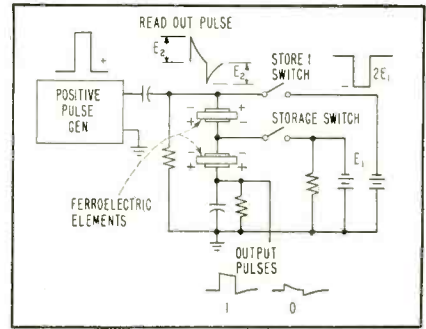 READ OUT PULSE
E2
E2
+
POSITIVE
PULSE
GEN
STORE 1
SWITCH
2E1
STORAGE SWITCH
E1
FERROELECTRIC
ELEMENTS
OUTPUT
PULSES
1 0